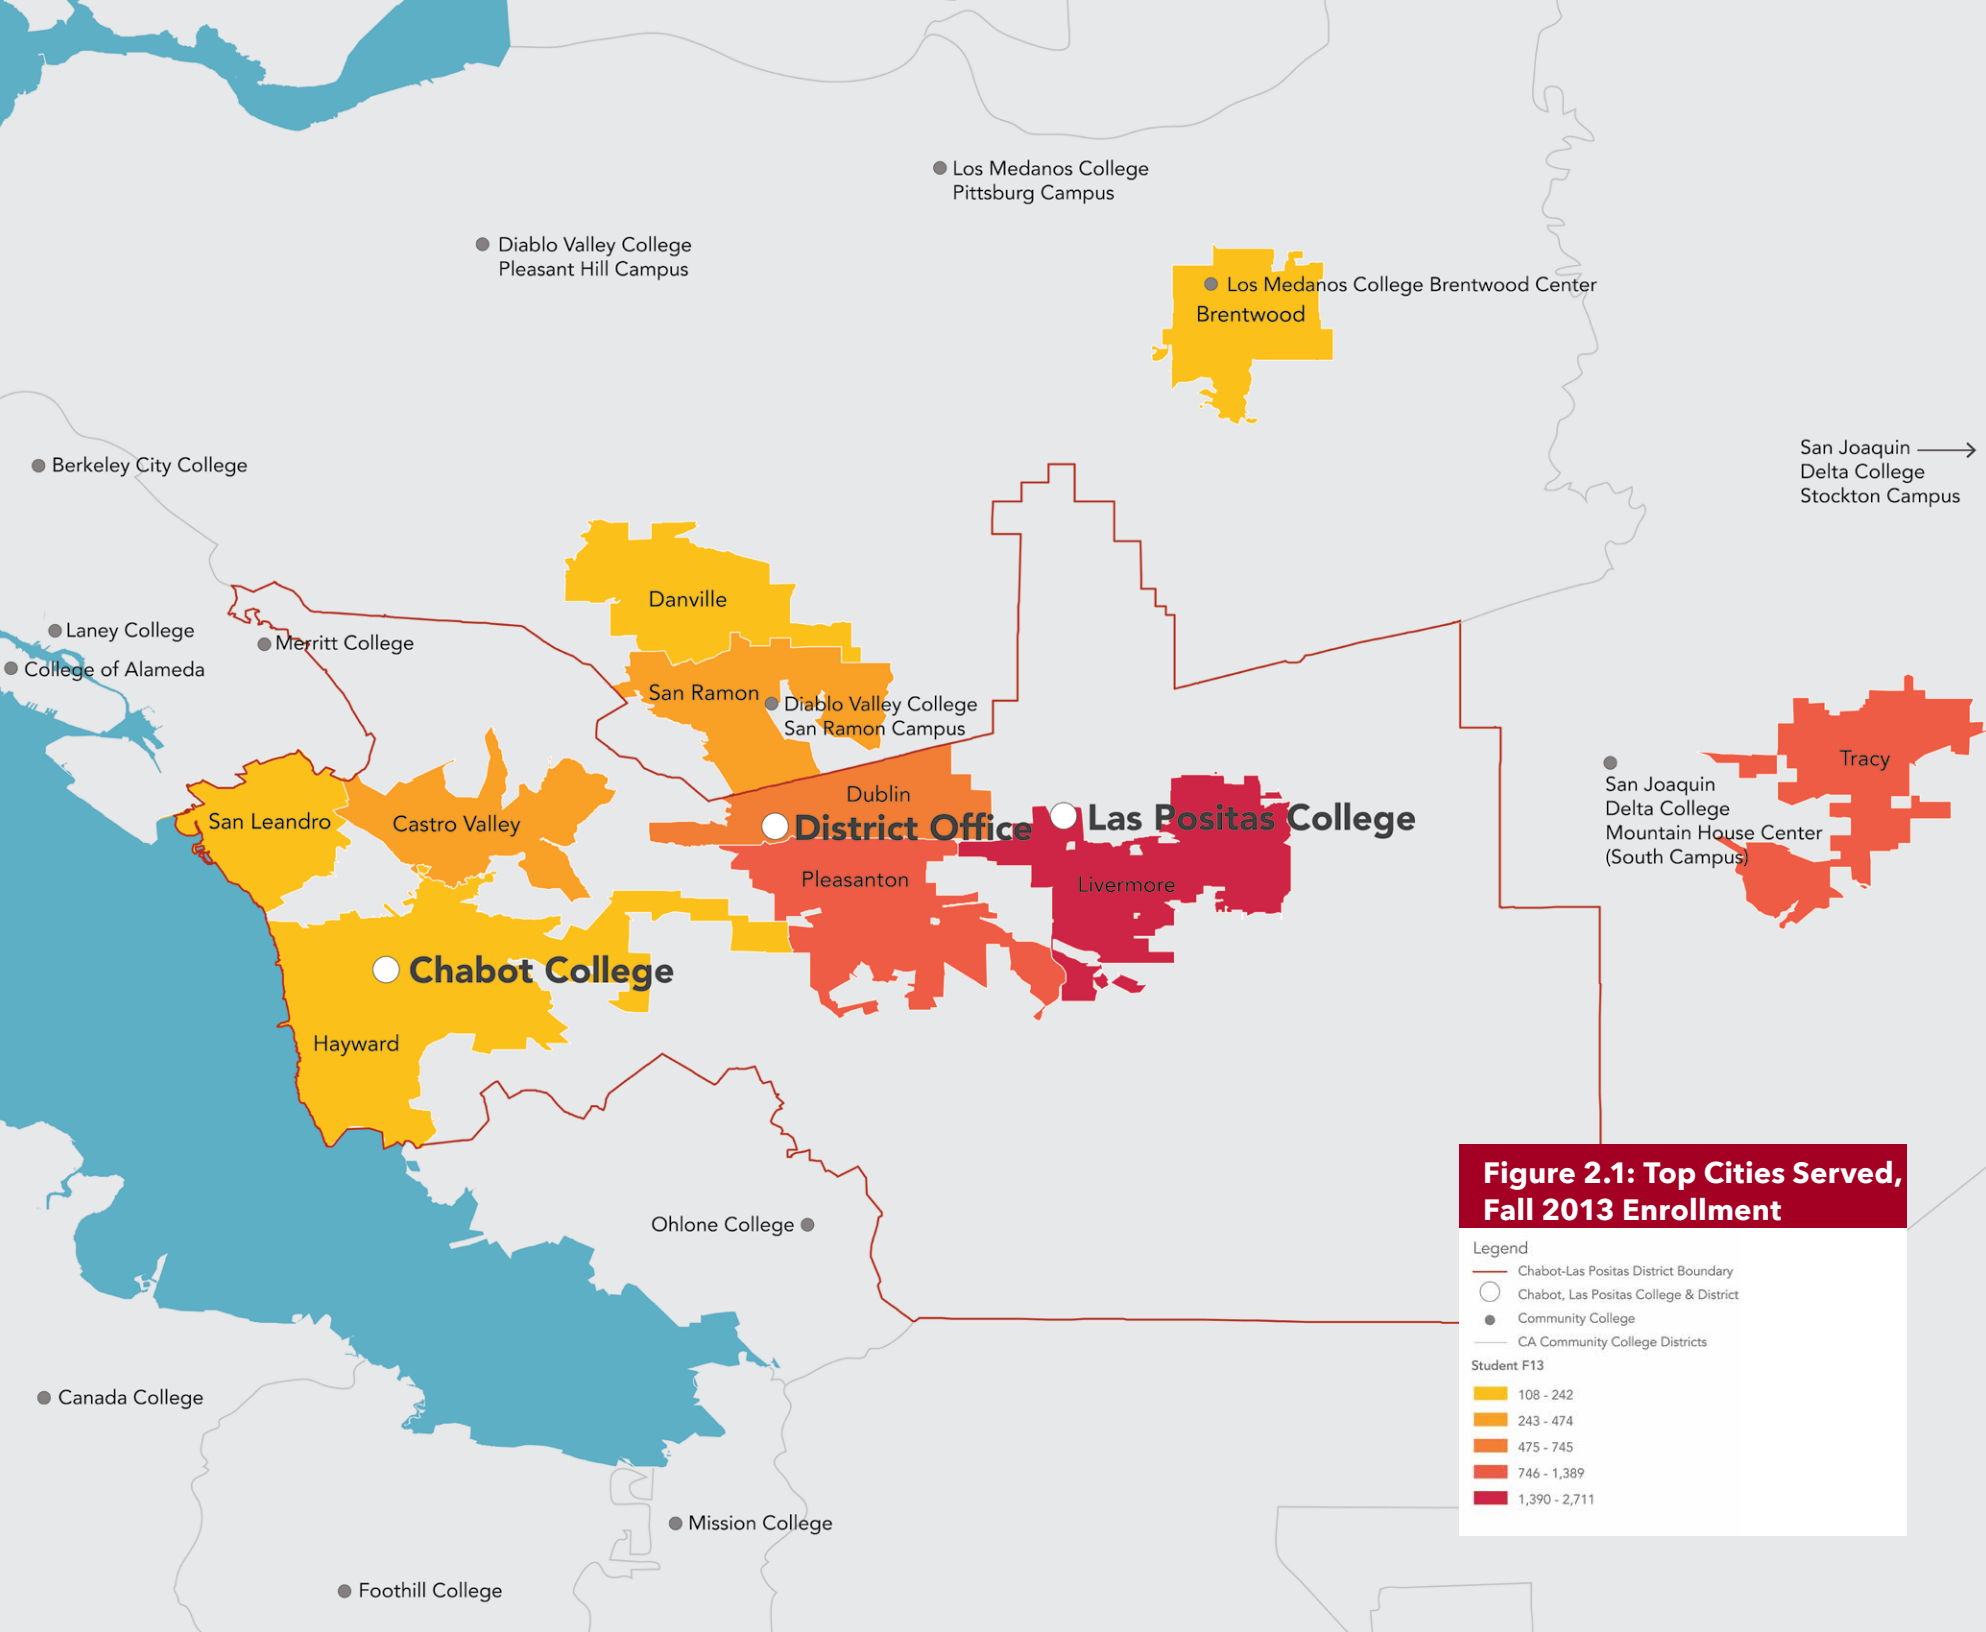 Los Medanos College
Pittsburg Campus
Diablo Valley College
Pleasant Hill Campus
Los Medanos College Brentwood Center
Brentwood
Berkeley City College
San Joaquin
Delta College
Stockton Campus
Danville
Laney College
Merritt College
College of Alameda
San Ramon
Diablo Valley College
San Ramon Campus
Tracy
San Joaquin
Delta College
Mountain House Center
(South Campus)
Dublin
San Leandro
Castro Valley
District Office
Las Positas College
Pleasanton
Livermore
Chabot College
Hayward
Ohlone College
Canada College
Mission College
Foothill College
Figure 2.1: Top Cities Served,
Fall 2013 Enrollment
Legend
Chabot-Las Positas District Boundary
Chabot, Las Positas College & District
Community College
CA Community College Districts
Student F13
108 - 242
243 - 474
475 - 745
746 - 1,389
1,390 - 2,711